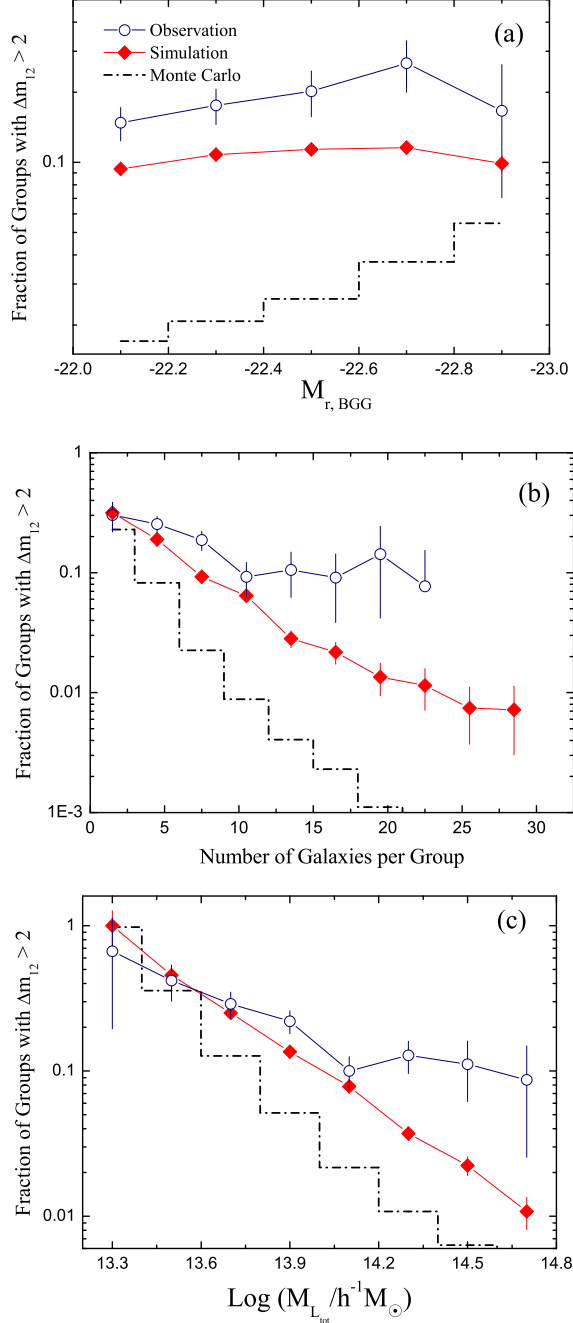 Observation
Simulation
Monte Carlo
(a)
Fraction of Groups with Δm₁₂ > 2
0.1
-22.0 -22.2 -22.4 -22.6 -22.8 -23.0
M_r, BGG
(b)
Fraction of Groups with Δm₁₂ > 2
1
0.1
0.01
1E-3
0 5 10 15 20 25 30
Number of Galaxies per Group
(c)
Fraction of Groups with Δm₁₂ > 2
1
0.1
0.01
13.3 13.6 13.9 14.2 14.5 14.8
Log (M_L_tot/h⁻¹M_⊙)